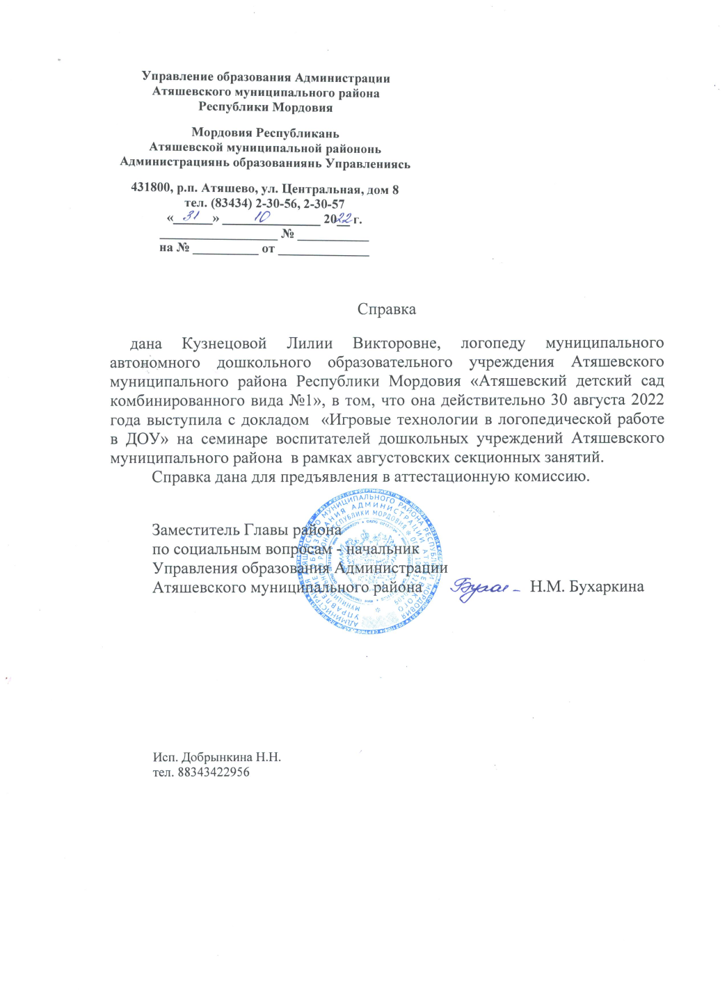 Управление образования Администрации
Атяшевского муниципального района
Республики Мордовия
Мордовия Республикань
Атяшевской муниципальной райононь
Администрациянь образованиянь Управлениясь
431800, р.п. Атяшево, ул. Центральная, дом 8
тел. (83434) 2-30-56, 2-30-57
«31» 10 2022 г.
№
на № от
Справка
дана Кузнецовой Лилии Викторовне, логопеду муниципального
автономного дошкольного образовательного учреждения Атяшевского
муниципального района Республики Мордовия «Атяшевский детский сад
комбинированного вида №1», в том, что она действительно 30 августа 2022
года выступила с докладом «Игровые технологии в логопедической работе
в ДОУ» на семинаре воспитателей дошкольных учреждений Атяшевского
муниципального района в рамках августовских секционных занятий.
Справка дана для предъявления в аттестационную комиссию.
Заместитель Главы района
по социальным вопросам - начальник
Управления образования Администрации
Атяшевского муниципального района Н.М. Бухаркина
Исп. Добрынкина Н.Н.
тел. 88343422956